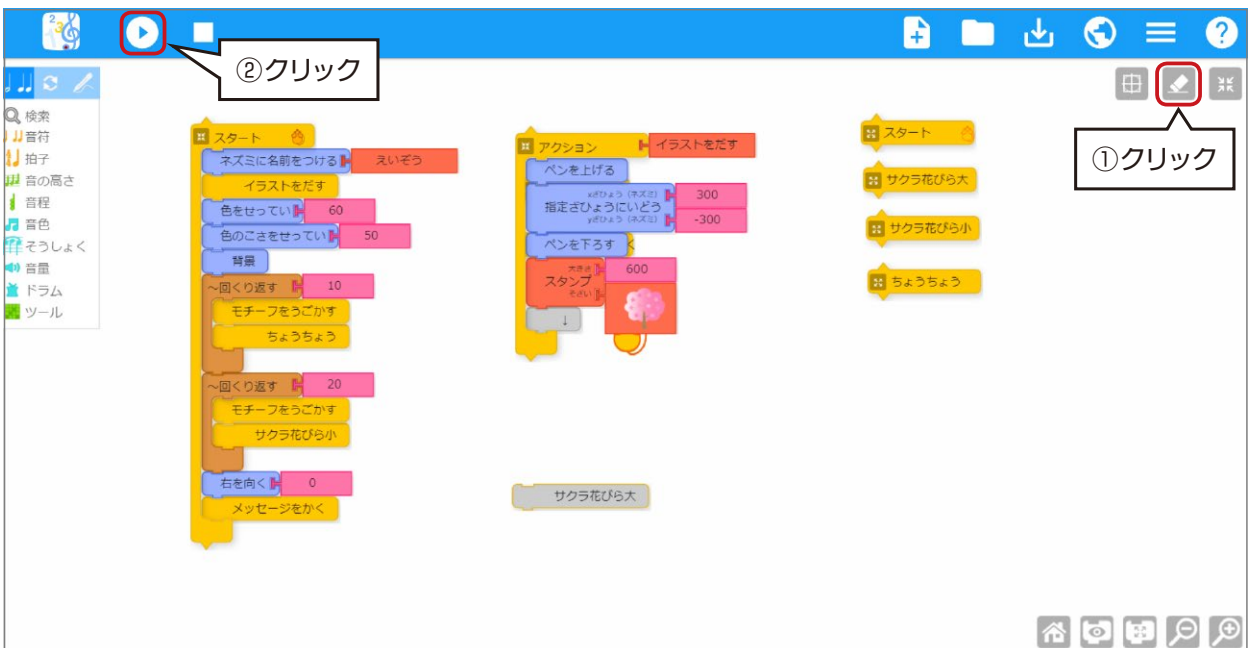 ②クリック
①クリック
検索
音符
拍子
音の高さ
音程
音色
そうしょく
音量
ドラム
ツール
スタート
ネズミに名前をつける えいぞう
イラストをだす
色をせってい 60
色のこさをせってい 50
背景
～回くり返す 10
モチーフをうごかす
ちょうちょう
～回くり返す 20
モチーフをうごかす
サクラ花びら小
右を向く 0
メッセージをかく
アクション イラストをだす
ペンを上げる
xざひょう（ネズミ） 300
指定ざひょうにいどう
yざひょう（ネズミ） -300
ペンを下ろす
大きさ 600
スタンプ
そざい
↓
サクラ花びら大
スタート
サクラ花びら大
サクラ花びら小
ちょうちょう